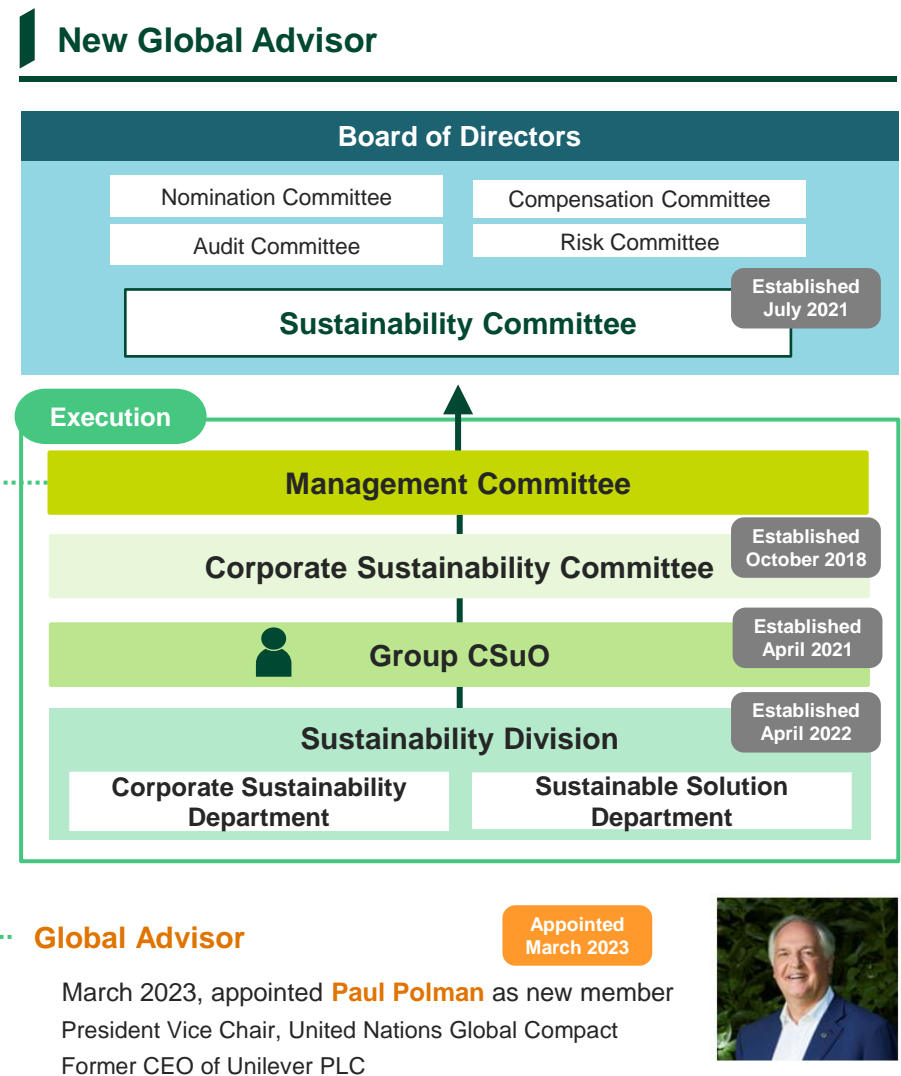 New Global Advisor
Board of Directors
Nomination Committee
Compensation Committee
Audit Committee
Risk Committee
Established
July 2021
Sustainability Committee
Execution
Management Committee
Established
October 2018
Corporate Sustainability Committee
Established
April 2021
Group CSuO
Established
April 2022
Sustainability Division
Corporate Sustainability
Department
Sustainable Solution
Department
Global Advisor
Appointed
March 2023
March 2023, appointed Paul Polman as new member
President Vice Chair, United Nations Global Compact
Former CEO of Unilever PLC